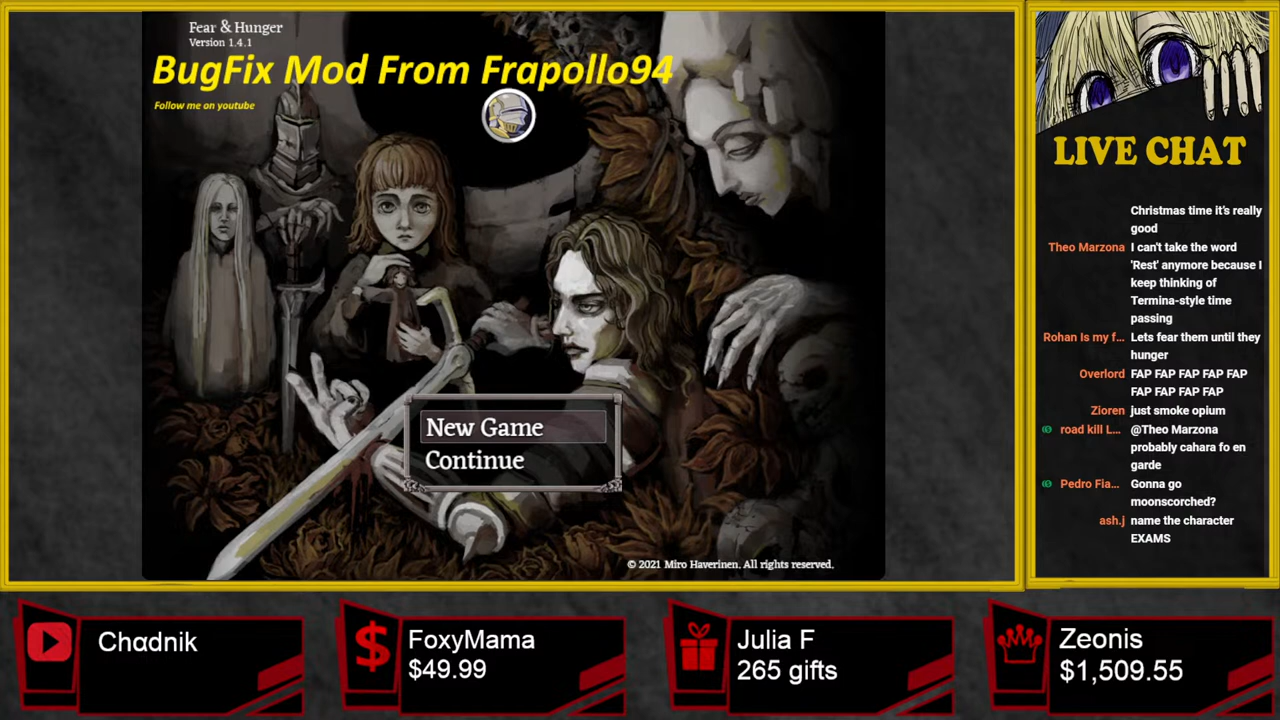 Fear & Hunger
Version 1.4.1
BugFix Mod From Frapollo94
Follow me on youtube
New Game
Continue
© 2021 Miro Haverinen. All rights reserved.
LIVE CHAT
Christmas time it's really
good
Theo Marzona I can't take the word
'Rest' anymore because I
keep thinking of
Termina-style time
passing
Rohan Is my f... Lets fear them until they
hunger
Overlord FAP FAP FAP FAP FAP
FAP FAP FAP FAP
Zioren just smoke opium
road kill L... @Theo Marzona
probably cahara fo en
garde
Pedro Fia... Gonna go
moonscorched?
ash.j name the character
EXAMS
Chαdnik
FoxyMama
$49.99
Julia F
265 gifts
Zeonis
$1,509.55